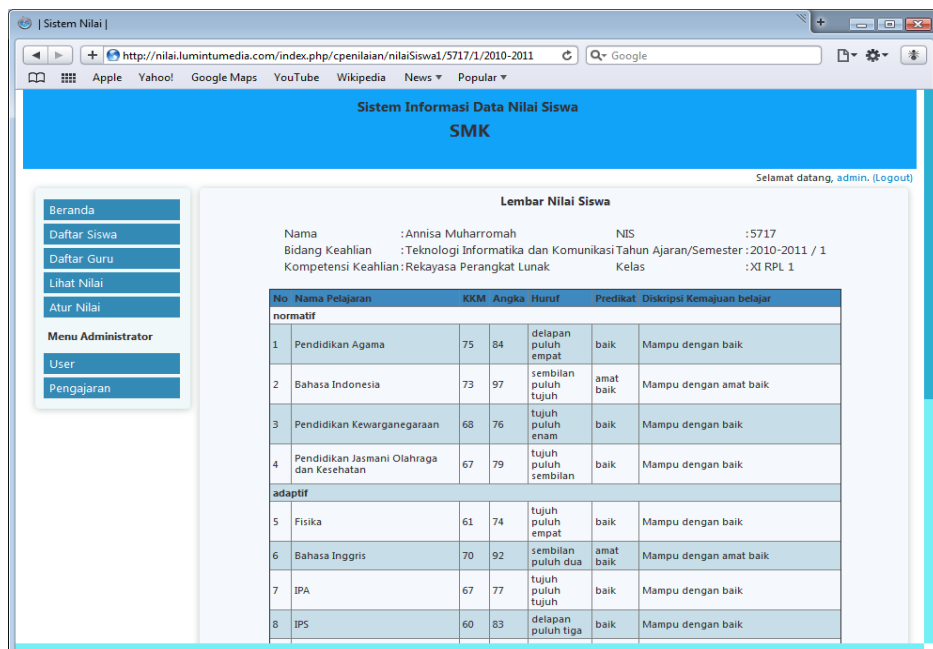 | Sistem Nilai |
http://nilai.lumintumedia.com/index.php/cpenilaian/nilaiSiswa1/5717/1/2010-2011
Google
Apple Yahoo! Google Maps YouTube Wikipedia News Popular
Sistem Informasi Data Nilai Siswa
SMK
Selamat datang, admin. (Logout)
Beranda
Daftar Siswa
Daftar Guru
Lihat Nilai
Atur Nilai
Menu Administrator
User
Pengajaran
Lembar Nilai Siswa
Nama :Annisa Muharromah NIS :5717
Bidang Keahlian :Teknologi Informatika dan Komunikasi Tahun Ajaran/Semester :2010-2011 / 1
Kompetensi Keahlian :Rekayasa Perangkat Lunak Kelas :XI RPL 1
No Nama Pelajaran KKM Angka Huruf Predikat Diskripsi Kemajuan belajar
normatif
1 Pendidikan Agama 75 84 delapan puluh empat baik Mampu dengan baik
2 Bahasa Indonesia 73 97 sembilan puluh tujuh amat baik Mampu dengan amat baik
3 Pendidikan Kewarganegaraan 68 76 tujuh puluh enam baik Mampu dengan baik
4 Pendidikan Jasmani Olahraga dan Kesehatan 67 79 tujuh puluh sembilan baik Mampu dengan baik
adaptif
5 Fisika 61 74 tujuh puluh empat baik Mampu dengan baik
6 Bahasa Inggris 70 92 sembilan puluh dua amat baik Mampu dengan amat baik
7 IPA 67 77 tujuh puluh tujuh baik Mampu dengan baik
8 IPS 60 83 delapan puluh tiga baik Mampu dengan baik